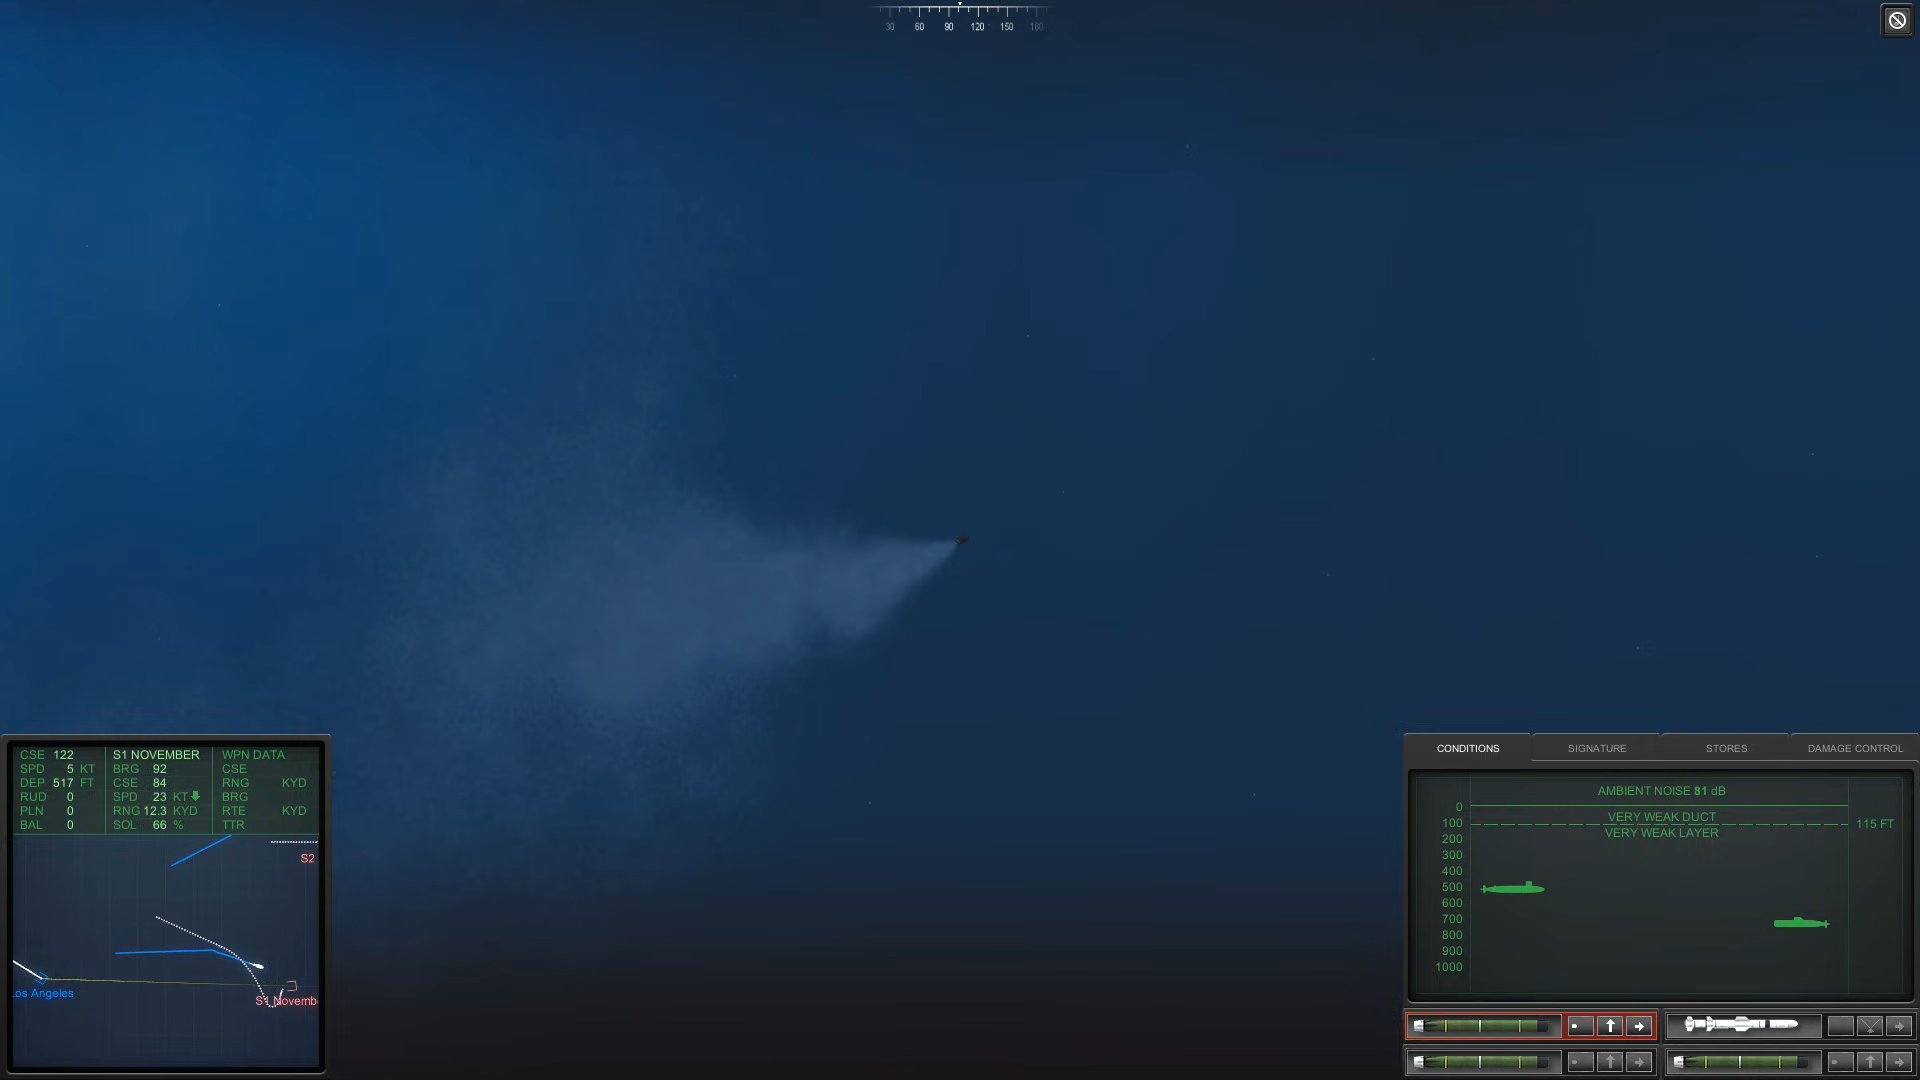 30 60 90 120 150 180
CSE 122
SPD 5 KT
DEP 517 FT
RUD 0
PLN 0
BAL 0
S1 NOVEMBER
BRG 92
CSE 84
SPD 23 KT
RNG 12.3 KYD
SOL 66 %
WPN DATA
CSE
RNG KYD
BRG
RTE KYD
TTR
S2
os Angeles
S1 Novemb
CONDITIONS
SIGNATURE
STORES
DAMAGE CONTROL
AMBIENT NOISE 81 dB
0
VERY WEAK DUCT
100
115 FT
VERY WEAK LAYER
200
300
400
500
600
700
800
900
1000